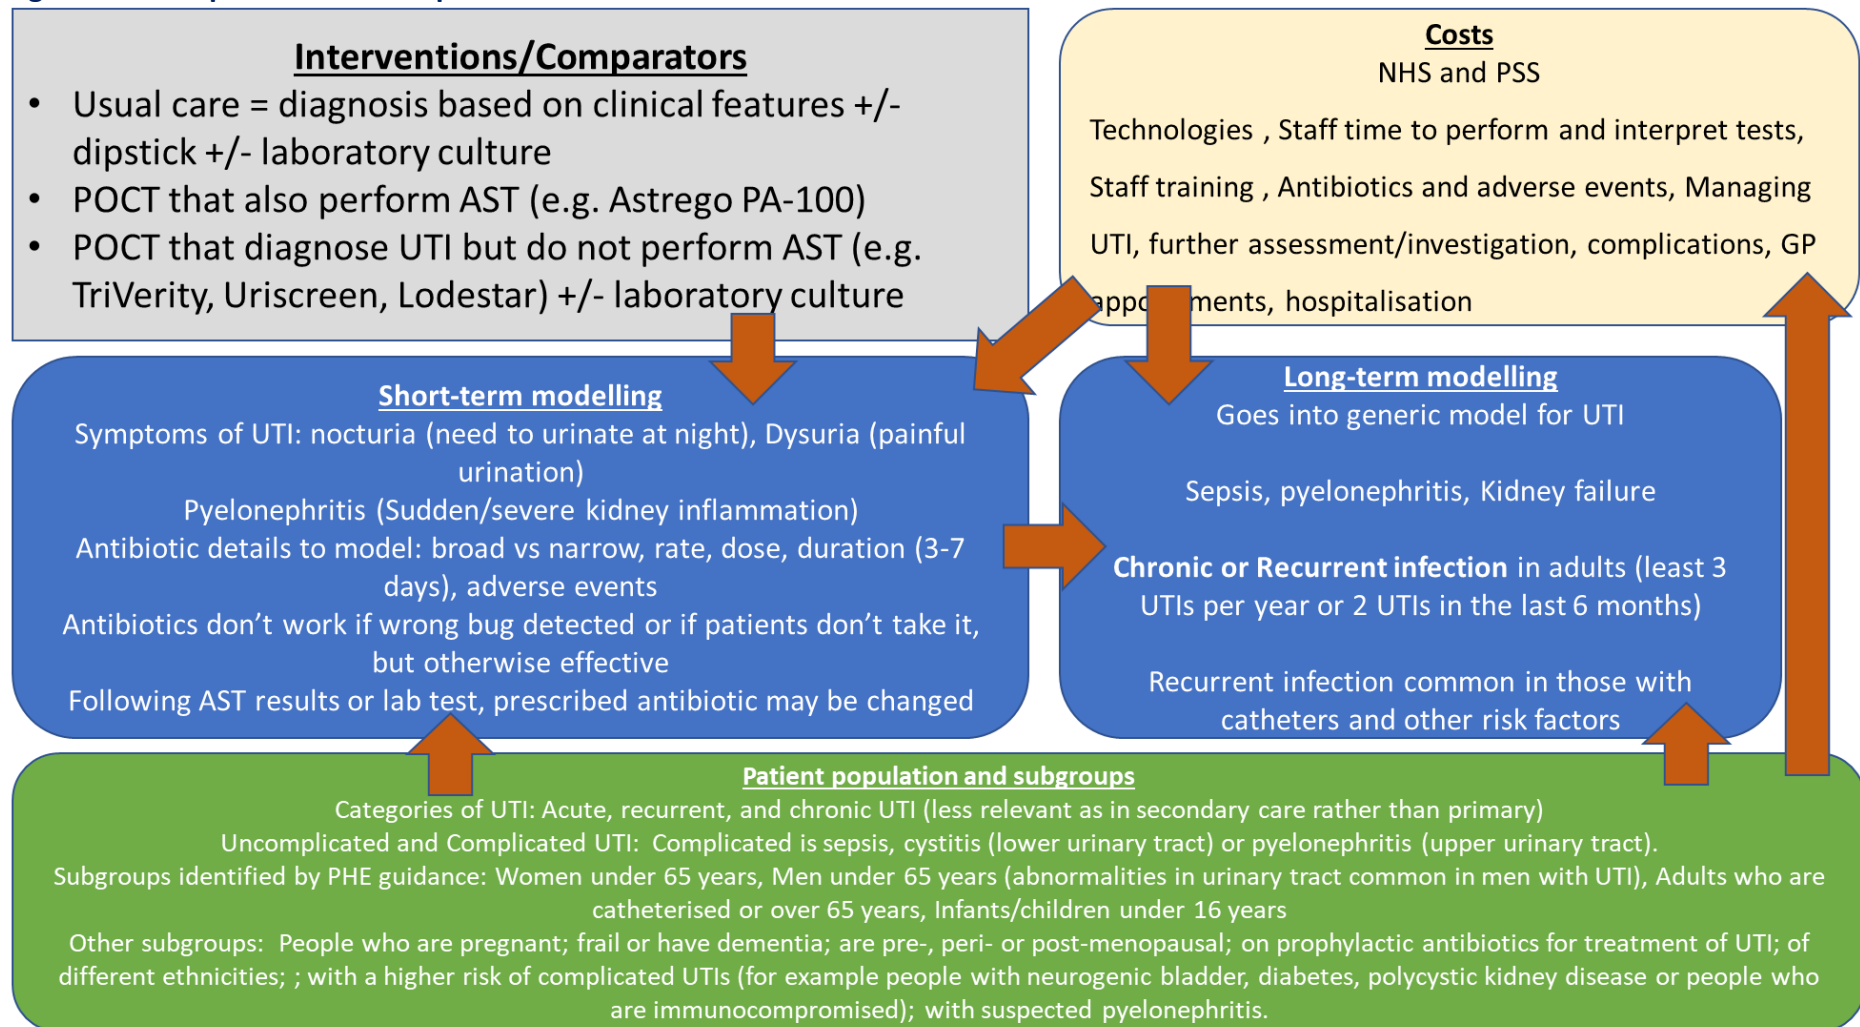 Interventions/Comparators
• Usual care = diagnosis based on clinical features +/-
dipstick +/- laboratory culture
• POCT that also perform AST (e.g. Astrego PA-100)
• POCT that diagnose UTI but do not perform AST (e.g.
TriVerity, Uriscreen, Lodestar) +/- laboratory culture
Costs
NHS and PSS
Technologies , Staff time to perform and interpret tests,
Staff training , Antibiotics and adverse events, Managing
UTI, further assessment/investigation, complications, GP
hospitalisation
Short-term modelling
Symptoms of UTI: nocturia (need to urinate at night), Dysuria (painful
urination)
Pyelonephritis (Sudden/severe kidney inflammation)
Antibiotic details to model: broad vs narrow, rate, dose, duration (3-7
days), adverse events
Antibiotics don’t work if wrong bug detected or if patients don’t take it,
but otherwise effective
Following AST results or lab test, prescribed antibiotic may be changed
Long-term modelling
Goes into generic model for UTI
Sepsis, pyelonephritis, Kidney failure
Chronic or Recurrent infection in adults (least 3
UTIs per year or 2 UTIs in the last 6 months)
Recurrent infection common in those with
catheters and other risk factors
Patient population and subgroups
Categories of UTI: Acute, recurrent, and chronic UTI (less relevant as in secondary care rather than primary)
Uncomplicated and Complicated UTI: Complicated is sepsis, cystitis (lower urinary tract) or pyelonephritis (upper urinary tract).
Subgroups identified by PHE guidance: Women under 65 years, Men under 65 years (abnormalities in urinary tract common in men with UTI), Adults who are
catheterised or over 65 years, Infants/children under 16 years
Other subgroups: People who are pregnant; frail or have dementia; are pre-, peri- or post-menopausal; on prophylactic antibiotics for treatment of UTI; of
different ethnicities; ; with a higher risk of complicated UTIs (for example people with neurogenic bladder, diabetes, polycystic kidney disease or people who
are immunocompromised); with suspected pyelonephritis.